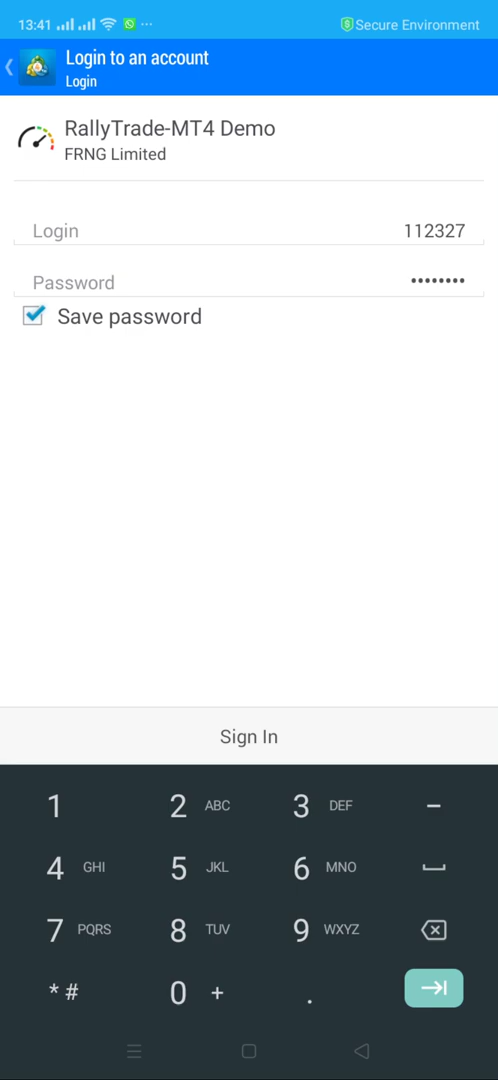 13:41 ... Secure Environment
Login to an account
Login
RallyTrade-MT4 Demo
FRNG Limited
Login 112327
Password ••••••••
Save password
Sign In
1 2 ABC 3 DEF -
4 GHI 5 JKL 6 MNO
7 PQRS 8 TUV 9 WXYZ
* # 0 + .